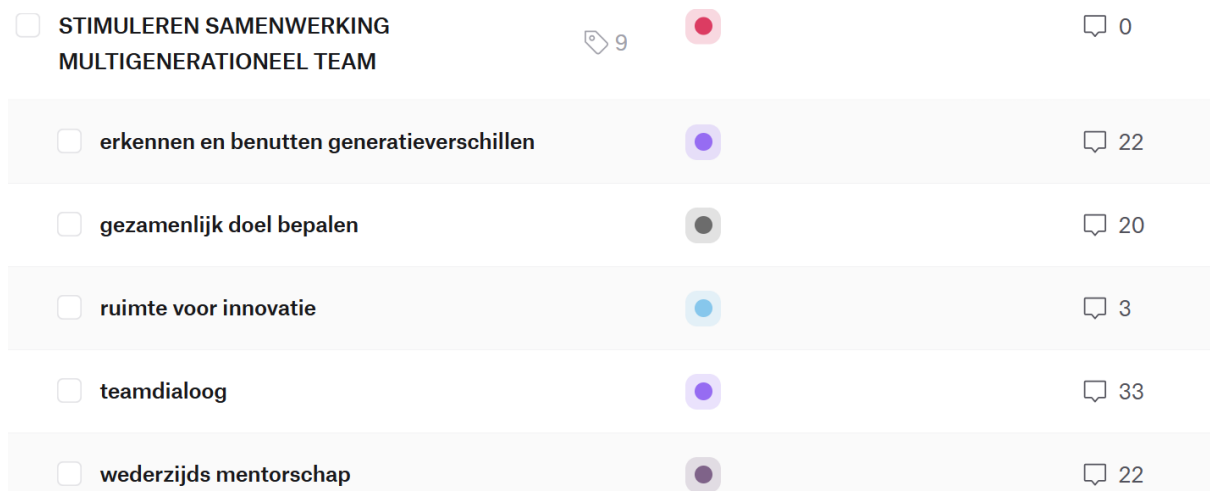 STIMULEREN SAMENWERKING
MULTIGENERATIONEEL TEAM
9
0
erkennen en benutten generatieverschillen
22
gezamenlijk doel bepalen
20
ruimte voor innovatie
3
teamdialoog
33
wederzijds mentorschap
22